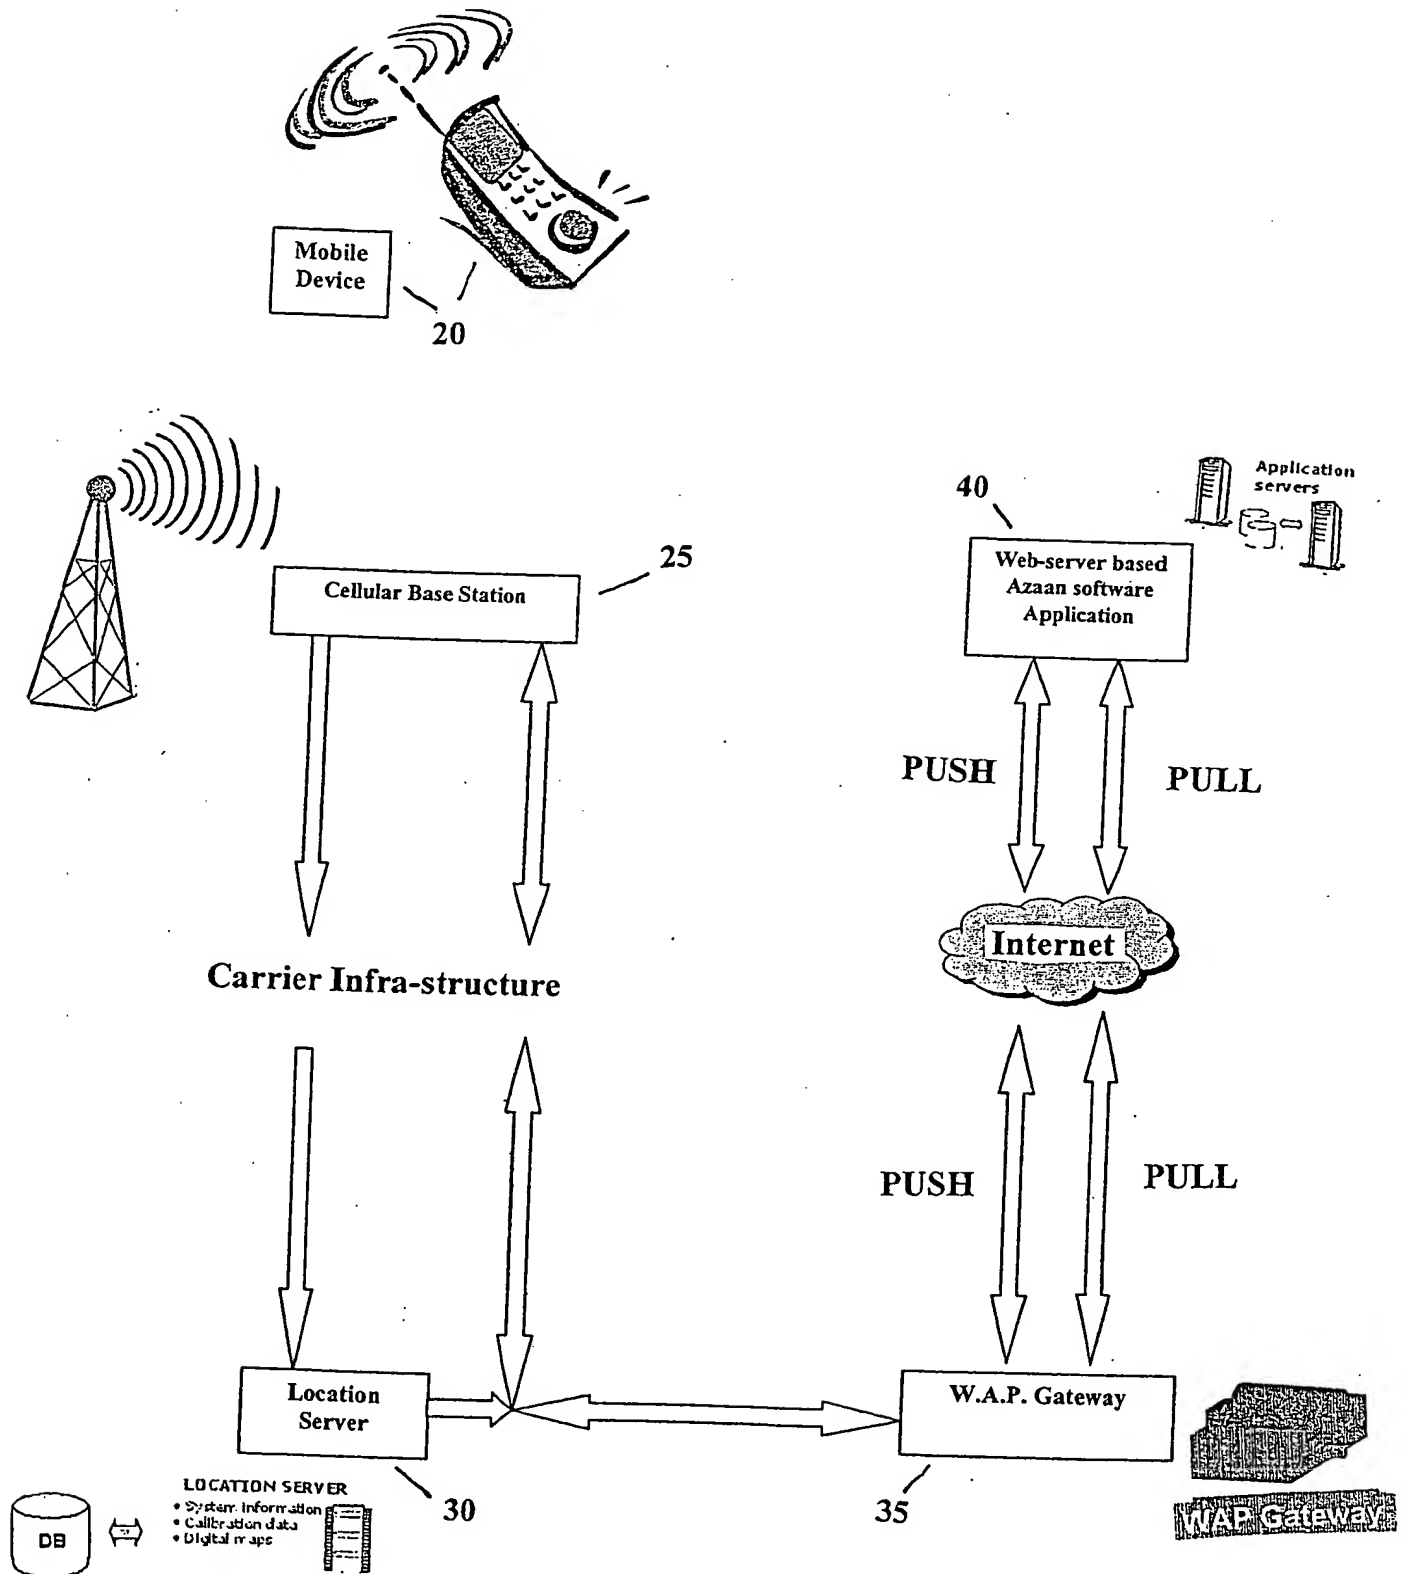 Mobile
Device
20
Application
servers
40
25
Web-server based
Azaan software
Application
Cellular Base Station
PUSH
PULL
Internet
Carrier Infra-structure
PUSH
PULL
Location
Server
W.A.P. Gateway
LOCATION SERVER
• System information
• Calibration data
• Digital maps
DB
30
35
WAP Gateway